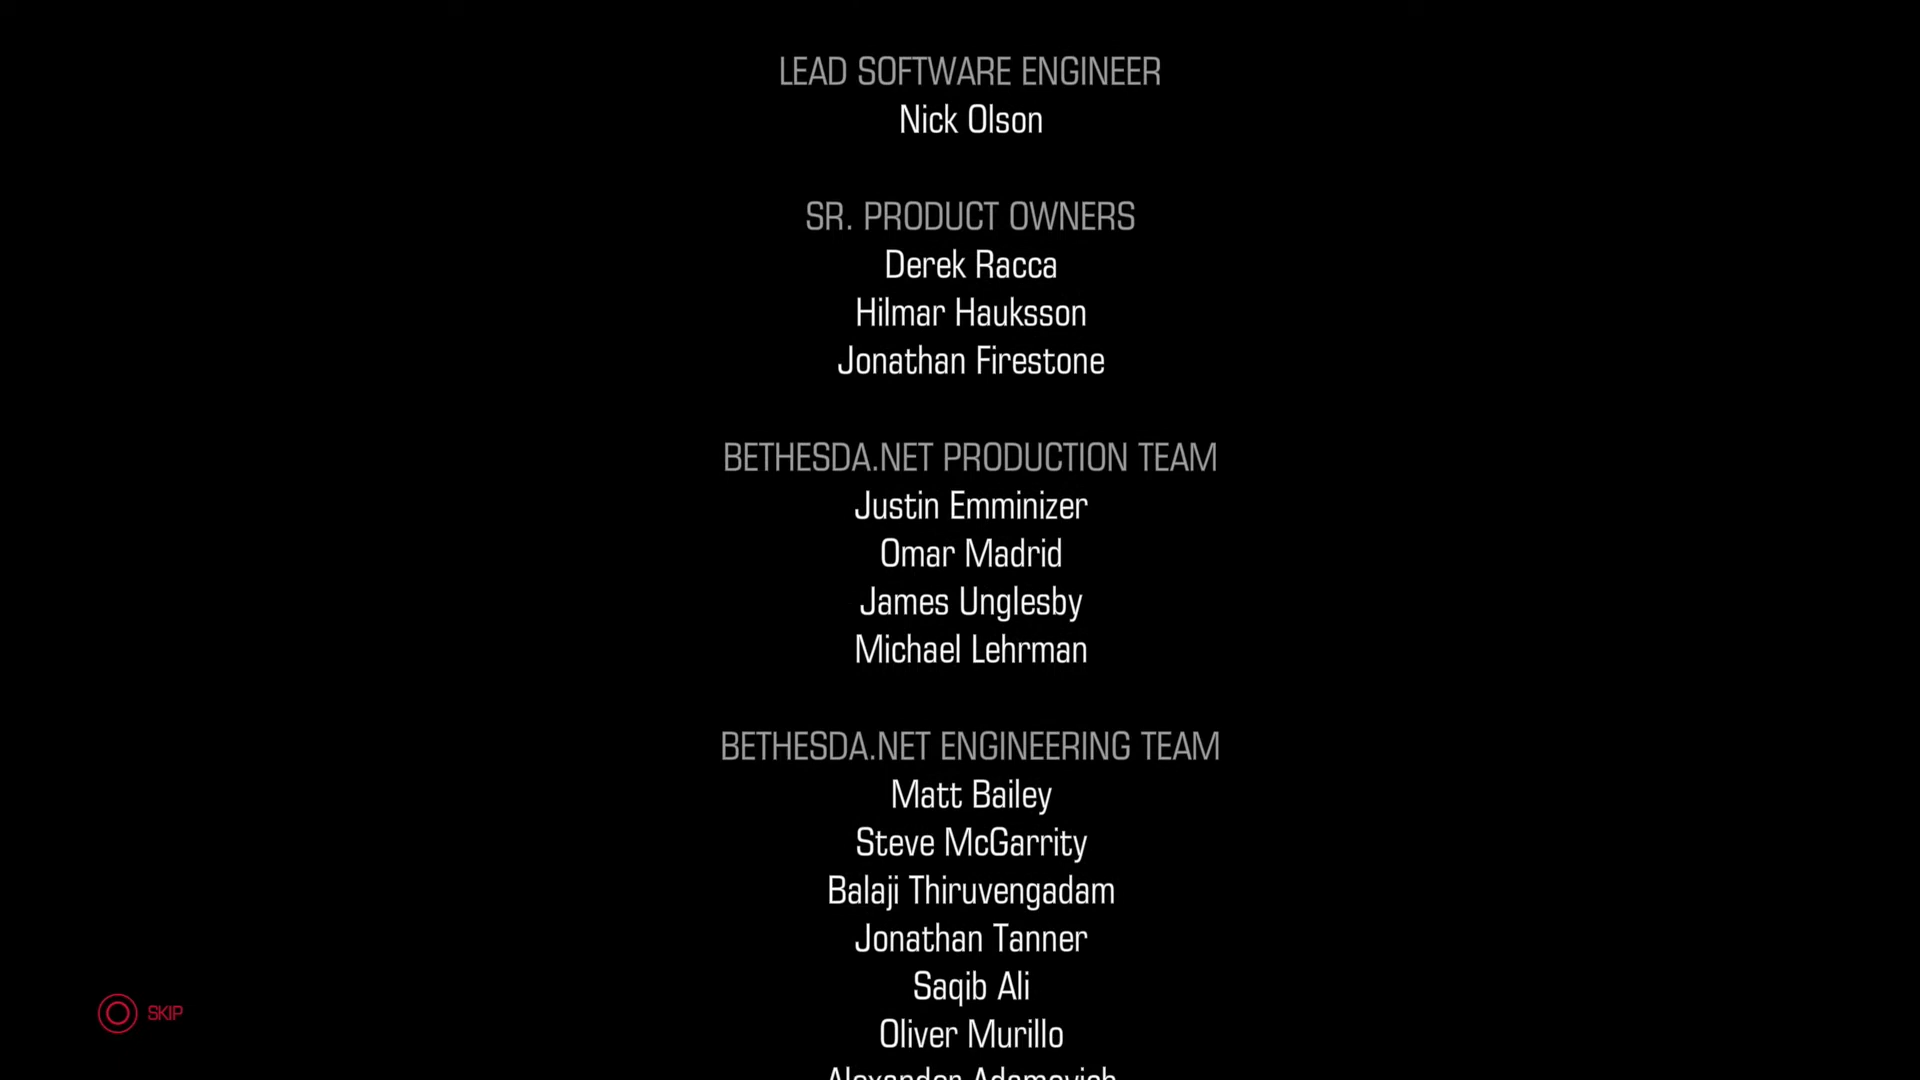 LEAD SOFTWARE ENGINEER
Nick Olson
SR. PRODUCT OWNERS
Derek Racca
Hilmar Hauksson
Jonathan Firestone
BETHESDA.NET PRODUCTION TEAM
Justin Emminizer
Omar Madrid
James Unglesby
Michael Lehrman
BETHESDA.NET ENGINEERING TEAM
Matt Bailey
Steve McGarrity
Balaji Thiruvengadam
Jonathan Tanner
Saqib Ali
SKIP
Oliver Murillo
Alexander Adamovich